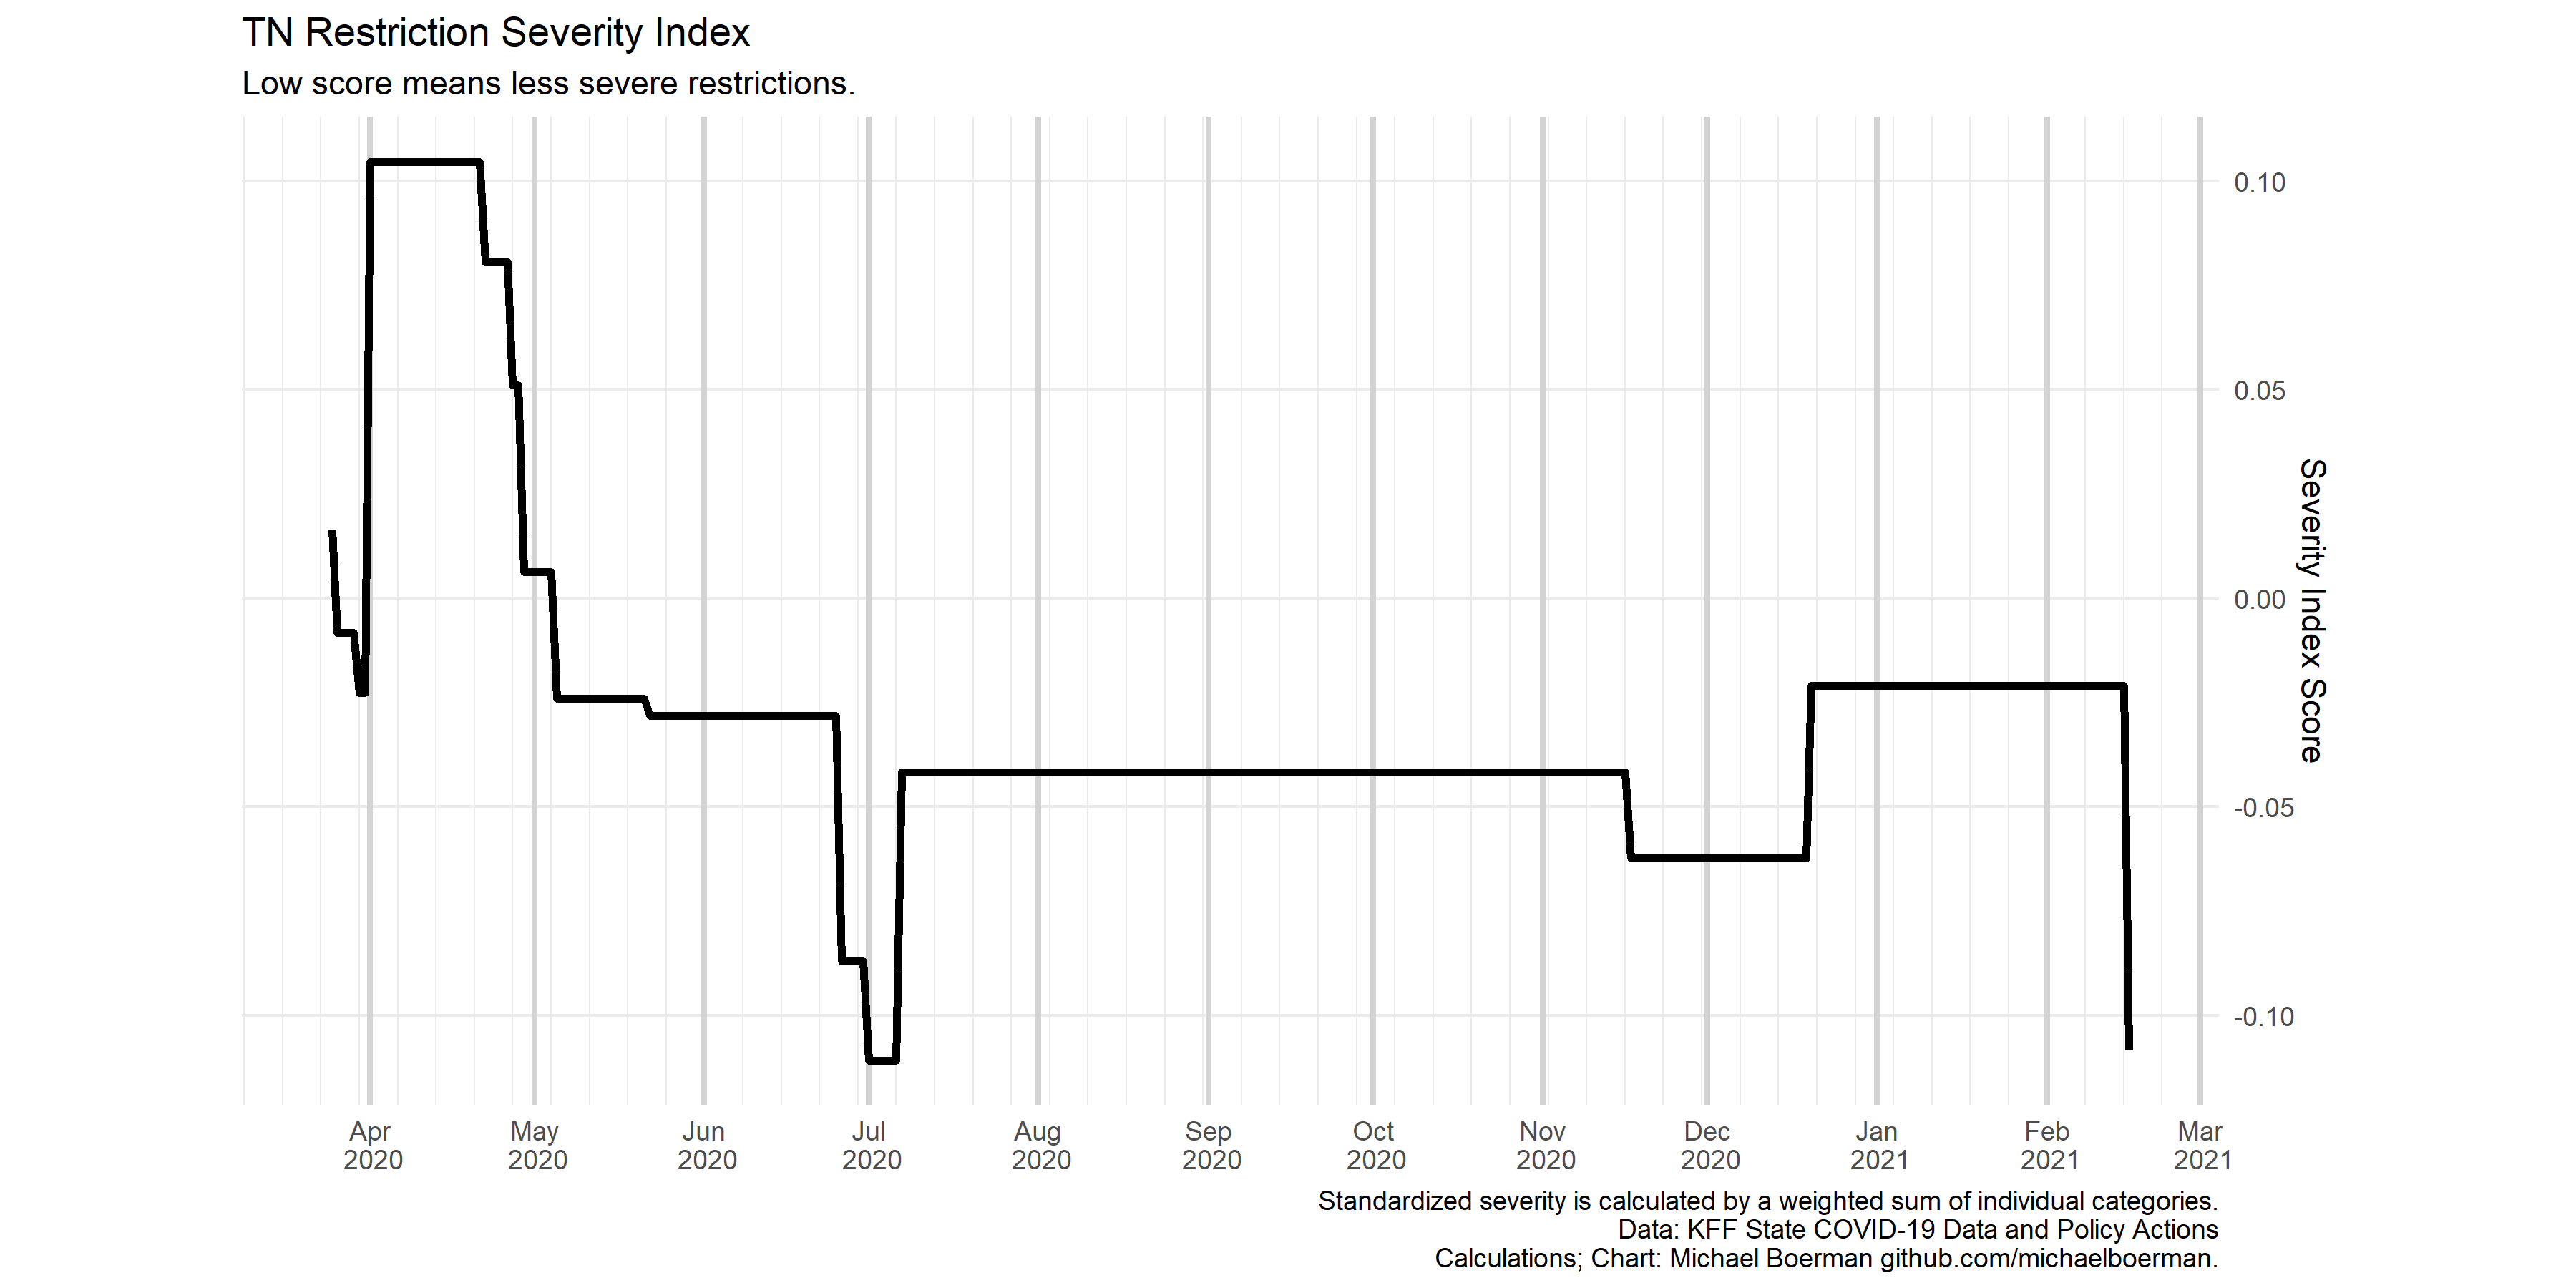 TN Restriction Severity Index
Low score means less severe restrictions.
0.10
0.05
0.00
-0.05
-0.10
Severity Index Score
Apr
2020
May
2020
Jun
2020
Jul
2020
Aug
2020
Sep
2020
Oct
2020
Nov
2020
Dec
2020
Jan
2021
Feb
2021
Mar
2021
Standardized severity is calculated by a weighted sum of individual categories.
Data: KFF State COVID-19 Data and Policy Actions
Calculations; Chart: Michael Boerman github.com/michaelboerman.